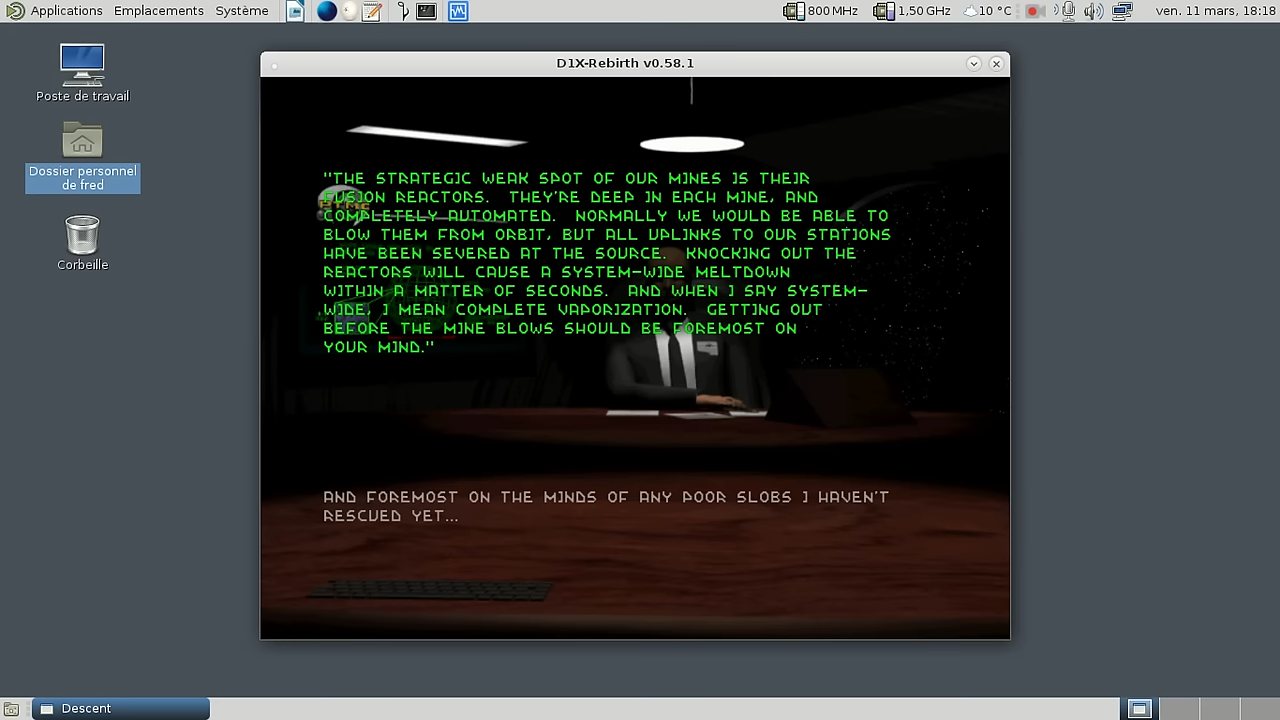 Applications Emplacements Système 800 MHz 1,50 GHz 10 °C ven. 11 mars, 18:18
Poste de travail
Dossier personnel
de fred
Corbeille
D1X-Rebirth v0.58.1
"THE STRATEGIC WEAK SPOT OF OUR MINES IS THEIR
FUSION REACTORS. THEY'RE DEEP IN EACH MINE, AND
COMPLETELY AUTOMATED. NORMALLY WE WOULD BE ABLE TO
BLOW THEM FROM ORBIT, BUT ALL UPLINKS TO OUR STATIONS
HAVE BEEN SEVERED AT THE SOURCE. KNOCKING OUT THE
REACTORS WILL CAUSE A SYSTEM-WIDE MELTDOWN
WITHIN A MATTER OF SECONDS. AND WHEN I SAY SYSTEM-
WIDE, I MEAN COMPLETE VAPORIZATION. GETTING OUT
BEFORE THE MINE BLOWS SHOULD BE FOREMOST ON
YOUR MIND."
AND FOREMOST ON THE MINDS OF ANY POOR SLOBS I HAVEN'T
RESCUED YET...
Descent